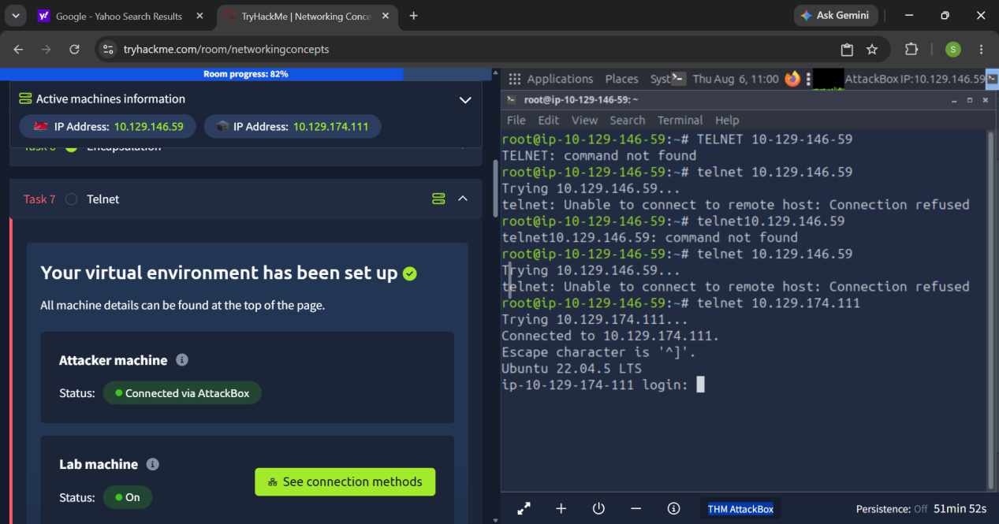 Google - Yahoo Search Results
TryHackMe | Networking Conce
Ask Gemini
tryhackme.com/room/networkingconcepts
S
Room progress: 82%
Active machines information
IP Address: 10.129.146.59
IP Address: 10.129.174.111
Task 6 Encapsulation
Task 7 Telnet
Your virtual environment has been set up
All machine details can be found at the top of the page.
Attacker machine
Status: Connected via AttackBox
Lab machine
Status: On
See connection methods
Applications Places Syst Thu Aug 6, 11:00 AttackBox IP:10.129.146.59
root@ip-10-129-146-59: ~
File Edit View Search Terminal Help
root@ip-10-129-146-59:~# TELNET 10-129-146-59
TELNET: command not found
root@ip-10-129-146-59:~# telnet 10.129.146.59
Trying 10.129.146.59...
telnet: Unable to connect to remote host: Connection refused
root@ip-10-129-146-59:~# telnet10.129.146.59
telnet10.129.146.59: command not found
root@ip-10-129-146-59:~# telnet 10.129.146.59
Trying 10.129.146.59...
telnet: Unable to connect to remote host: Connection refused
root@ip-10-129-146-59:~# telnet 10.129.174.111
Trying 10.129.174.111...
Connected to 10.129.174.111.
Escape character is '^]'.
Ubuntu 22.04.5 LTS
ip-10-129-174-111 login:
THM AttackBox
Persistence: Off 51min 52s